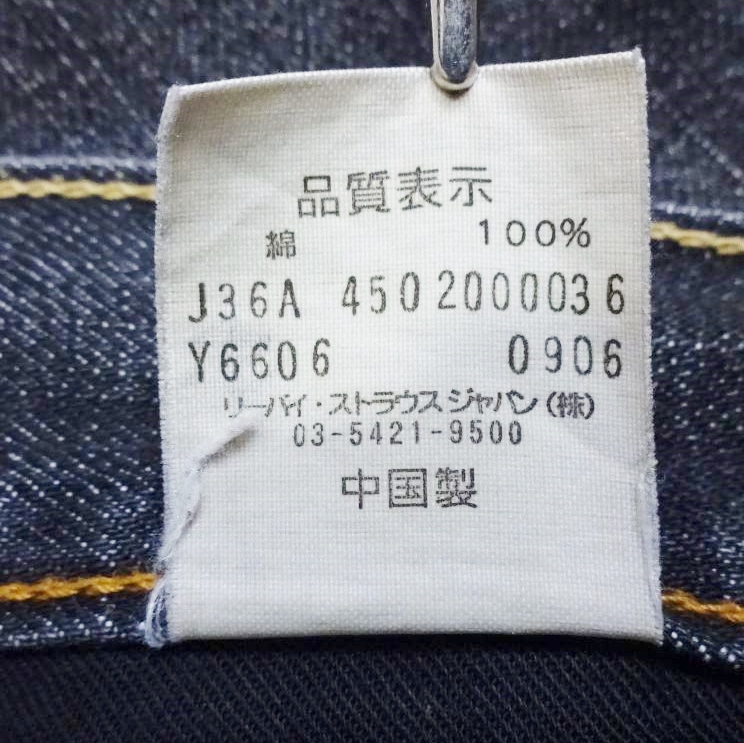 品質表示
綿 100%
J36A 4502000036
Y6606 0906
リーバイ・ストラウスジャパン(株)
03-5421-9500
中国製